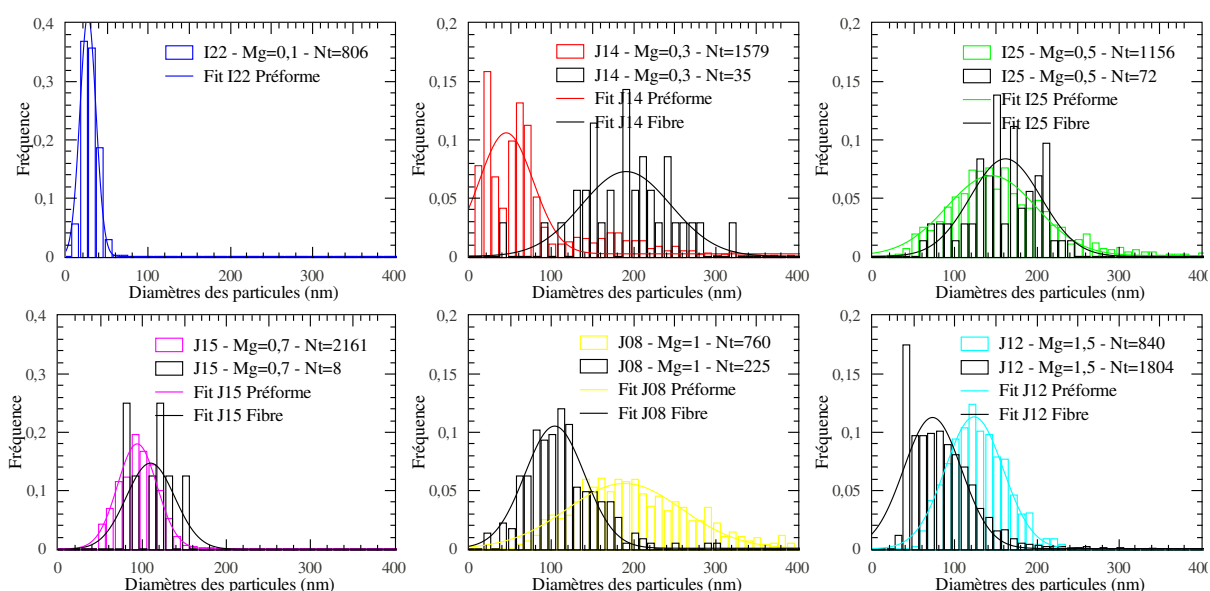 I22 - Mg=0,1 - Nt=806
Fit I22 Préforme
Fréquence
0,4
0,3
0,2
0,1
0
0 100 200 300 400
Diamètres des particules (nm)
J14 - Mg=0,3 - Nt=1579
J14 - Mg=0,3 - Nt=35
Fit J14 Préforme
Fit J14 Fibre
Fréquence
0,2
0,15
0,1
0,05
0
0 100 200 300 400
Diamètres des particules (nm)
I25 - Mg=0,5 - Nt=1156
I25 - Mg=0,5 - Nt=72
Fit I25 Préforme
Fit I25 Fibre
Fréquence
0,2
0,15
0,1
0,05
0
0 100 200 300 400
Diamètres des particules (nm)
J15 - Mg=0,7 - Nt=2161
J15 - Mg=0,7 - Nt=8
Fit J15 Préforme
Fit J15 Fibre
Fréquence
0,4
0,3
0,2
0,1
0
0 100 200 300 400
Diamètres des particules (nm)
J08 - Mg=1 - Nt=760
J08 - Mg=1 - Nt=225
Fit J08 Préforme
Fit J08 Fibre
Fréquence
0,2
0,15
0,1
0,05
0
0 100 200 300 400
Diamètres des particules (nm)
J12 - Mg=1,5 - Nt=840
J12 - Mg=1,5 - Nt=1804
Fit J12 Préforme
Fit J12 Fibre
Fréquence
0,2
0,15
0,1
0,05
0
0 100 200 300 400
Diamètres des particules (nm)